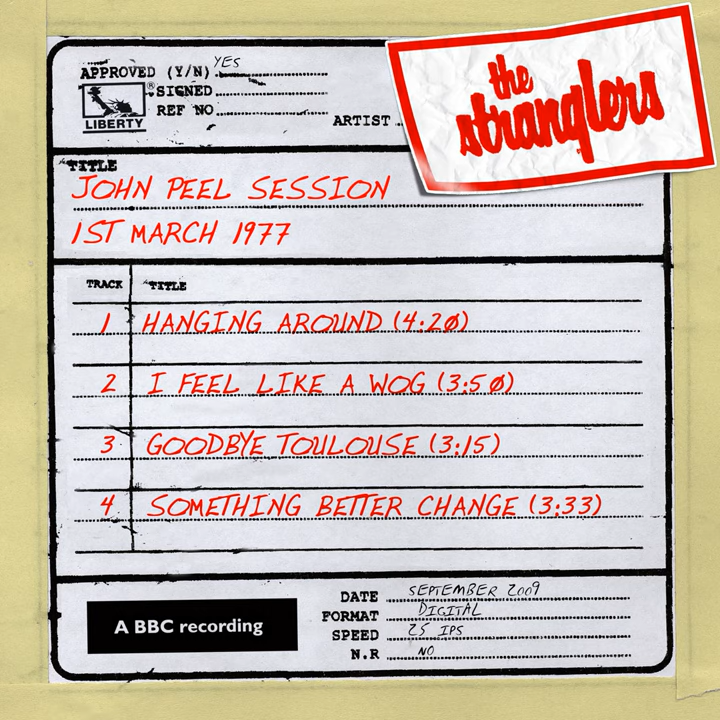 APPROVED (Y/N) YES
SIGNED
REF NO
LIBERTY ®
ARTIST
the
stranglers
TITLE
JOHN PEEL SESSION
1ST MARCH 1977
TRACK TITLE
1 HANGING AROUND (4:20)
2 I FEEL LIKE A WOG (3:50)
3 GOODBYE TOULOUSE (3:15)
4 SOMETHING BETTER CHANGE (3:33)
A BBC recording
DATE SEPTEMBER 2009
FORMAT DIGITAL
SPEED 25 IPS
N.R NO